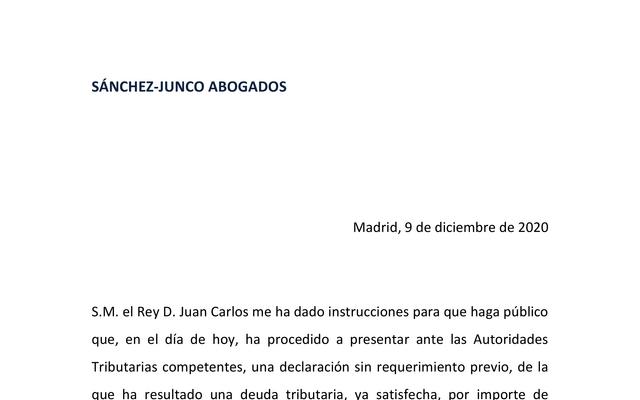 SÁNCHEZ-JUNCO ABOGADOS
Madrid, 9 de diciembre de 2020
S.M. el Rey D. Juan Carlos me ha dado instrucciones para que haga público
que, en el día de hoy, ha procedido a presentar ante las Autoridades
Tributarias competentes, una declaración sin requerimiento previo, de la
que ha resultado una deuda tributaria, ya satisfecha, por importe de